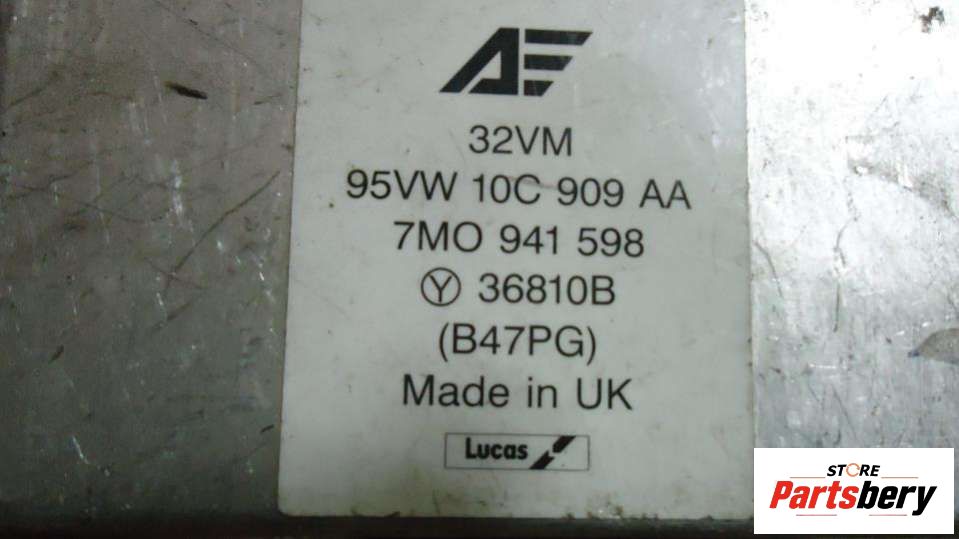 AE
32VM
95VW 10C 909 AA
7MO 941 598
Y 36810B
(B47PG)
Made in UK
Lucas
STORE
Partsbery